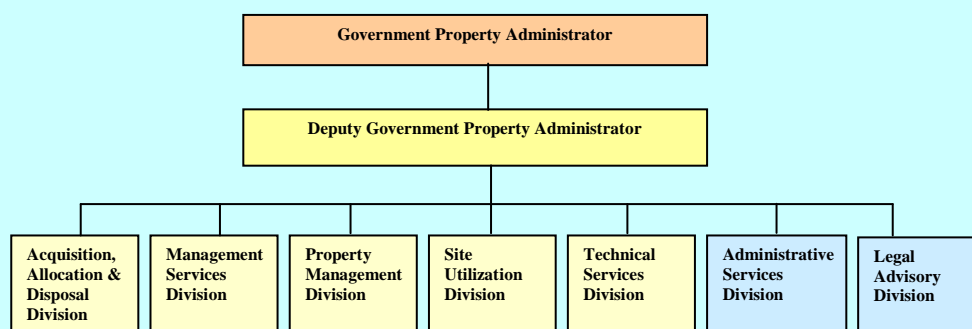 Government Property Administrator
Deputy Government Property Administrator
Acquisition,
Allocation &
Disposal
Division
Management
Services
Division
Property
Management
Division
Site
Utilization
Division
Technical
Services
Division
Administrative
Services
Division
Legal
Advisory
Division